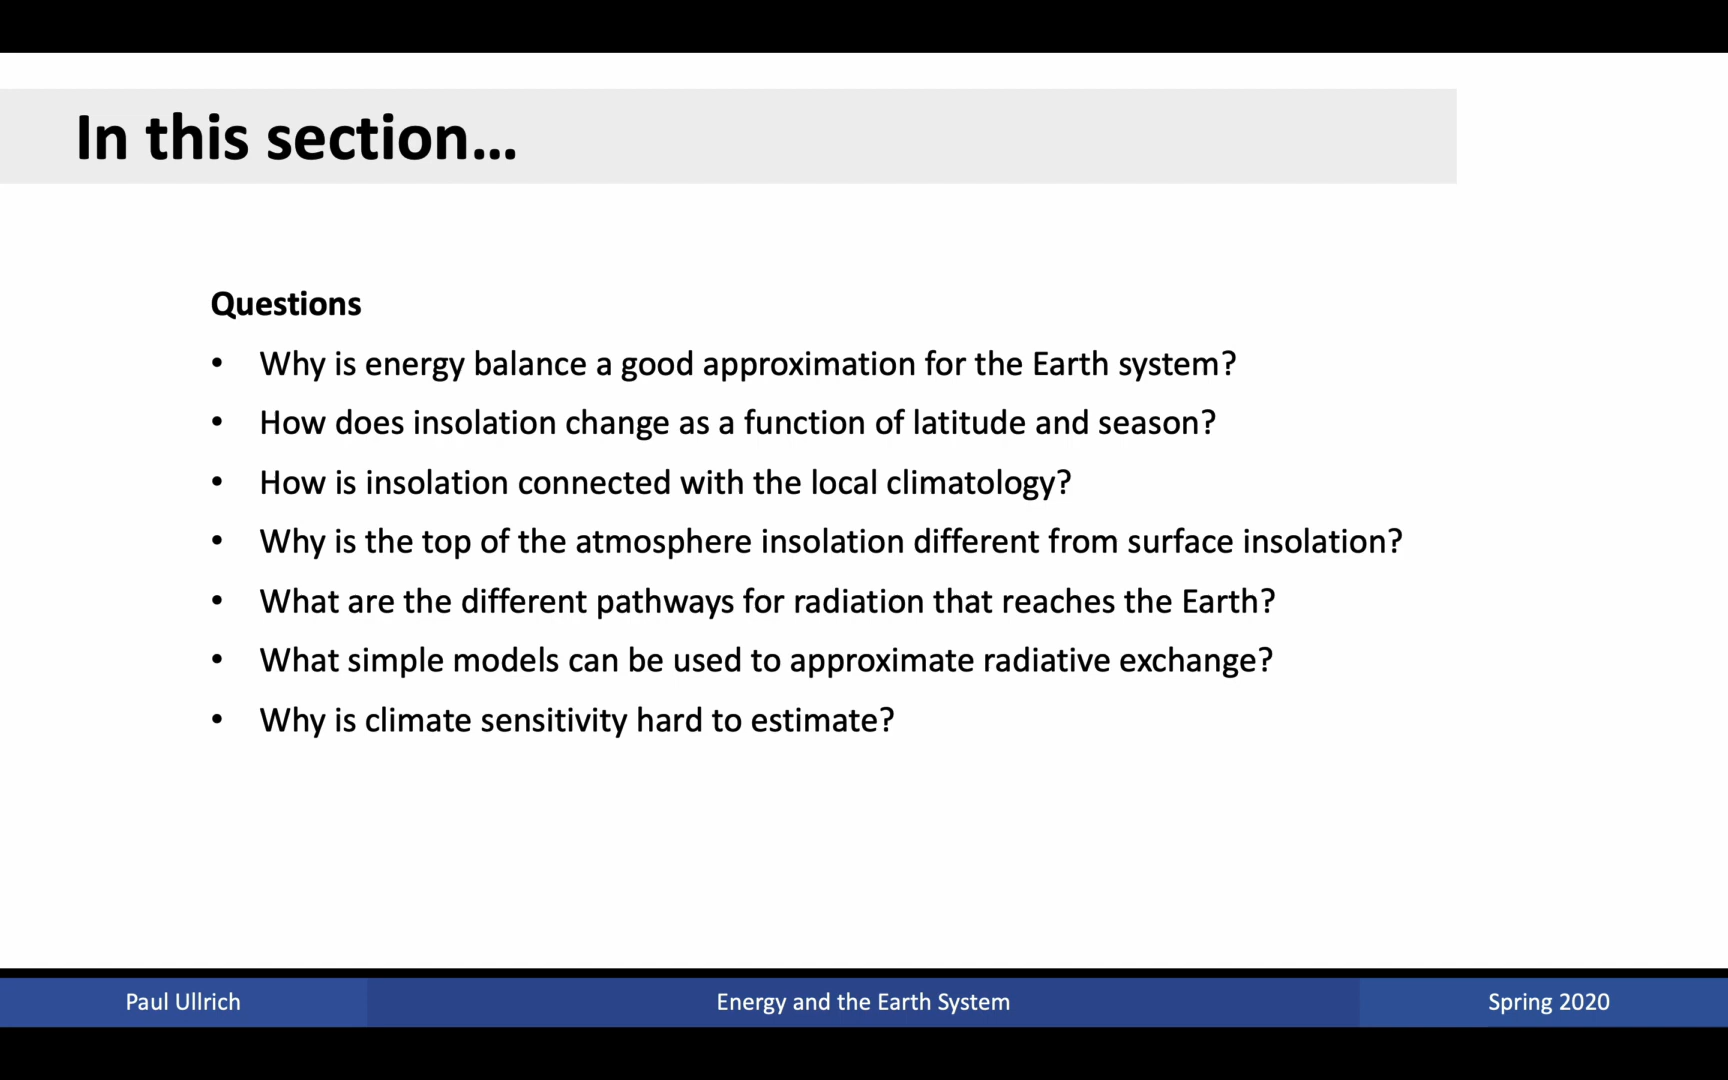 In this section...
Questions
• Why is energy balance a good approximation for the Earth system?
• How does insolation change as a function of latitude and season?
• How is insolation connected with the local climatology?
• Why is the top of the atmosphere insolation different from surface insolation?
• What are the different pathways for radiation that reaches the Earth?
• What simple models can be used to approximate radiative exchange?
• Why is climate sensitivity hard to estimate?
Paul Ullrich
Energy and the Earth System
Spring 2020